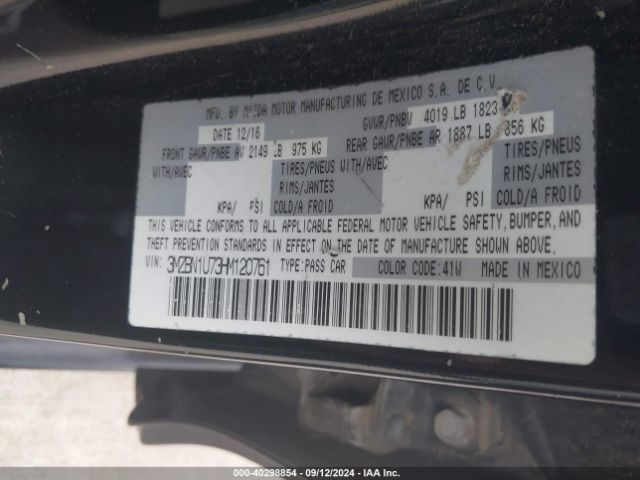 MFD. BY MAZDA MOTOR MANUFACTURING DE MEXICO S.A. DE C.V.
DATE 12/16 GVWR/PNBV 4019 LB 1823
FRONT GAWR/PNBE AV 2149 LB 975 KG REAR GAWR/PNBE AR 1887 LB 856 KG
WITH/AVEC TIRES/PNEUS WITH/AVEC TIRES/PNEUS
RIMS/JANTES RIMS/JANTES
KPA/ PSI COLD/A FROID KPA/ PSI COLD/A FROID
THIS VEHICLE CONFORMS TO ALL APPLICABLE FEDERAL MOTOR VEHICLE SAFETY, BUMPER, AND
THEFT PREVENTION STANDARDS IN EFFECT ON THE DATE OF MANUFACTURE SHOWN ABOVE.
VIN: 3MZBN1U73HM120761 TYPE: PASS CAR COLOR CODE: 41W MADE IN MEXICO
000-40298854 - 09/12/2024 - IAA Inc.